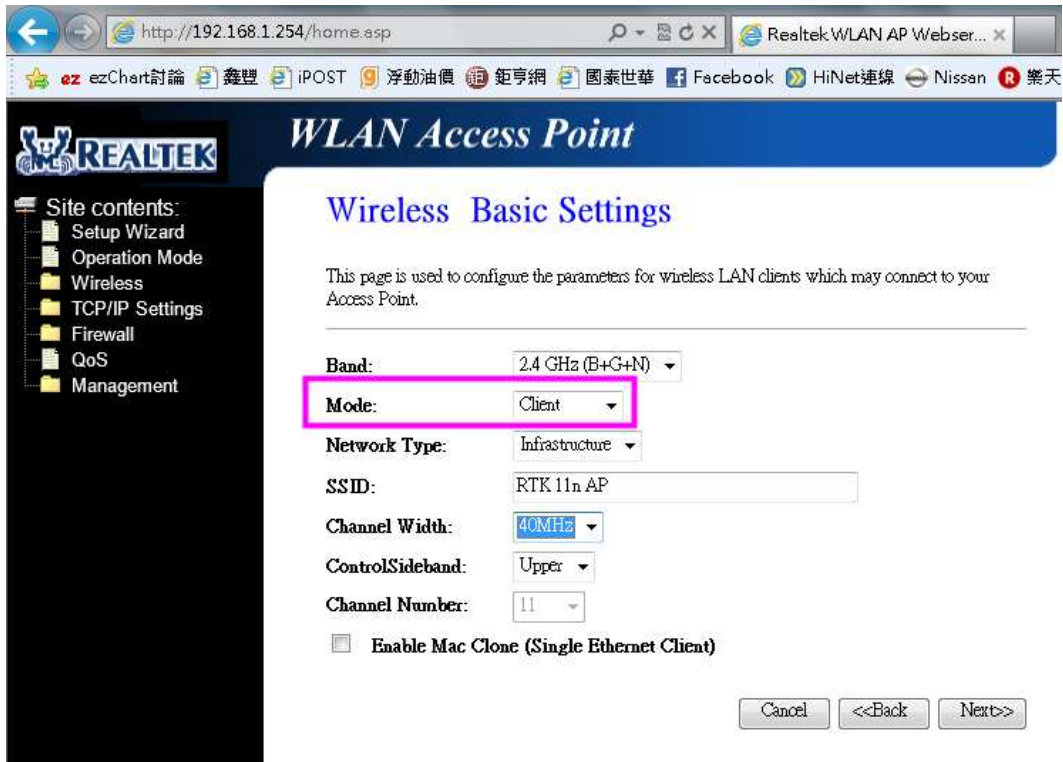 http://192.168.1.254/home.asp
Realtek WLAN AP Webser...
ez ezChart討論 鑫豐 iPOST 浮動油價 鉅亨網 國泰世華 Facebook HiNet連線 Nissan 樂天
REALTEK
WLAN Access Point
Site contents:
Setup Wizard
Operation Mode
Wireless
TCP/IP Settings
Firewall
QoS
Management
Wireless Basic Settings
This page is used to configure the parameters for wireless LAN clients which may connect to your
Access Point.
Band: 2.4 GHz (B+G+N)
Mode: Client
Network Type: Infrastructure
SSID: RTK 11n AP
Channel Width: 40MHz
ControlSideband: Upper
Channel Number: 11
Enable Mac Clone (Single Ethernet Client)
Cancel <<Back Next>>